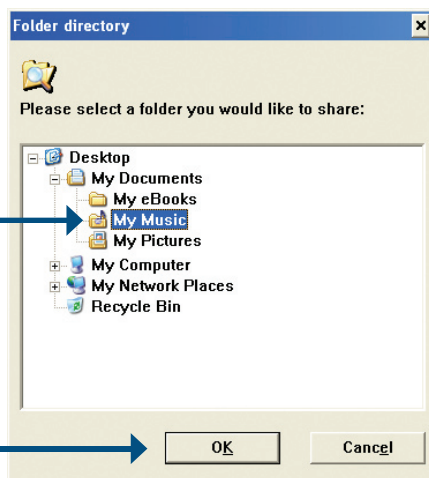 Folder directory
Please select a folder you would like to share:
Desktop
My Documents
My eBooks
My Music
My Pictures
My Computer
My Network Places
Recycle Bin
OK Cancel